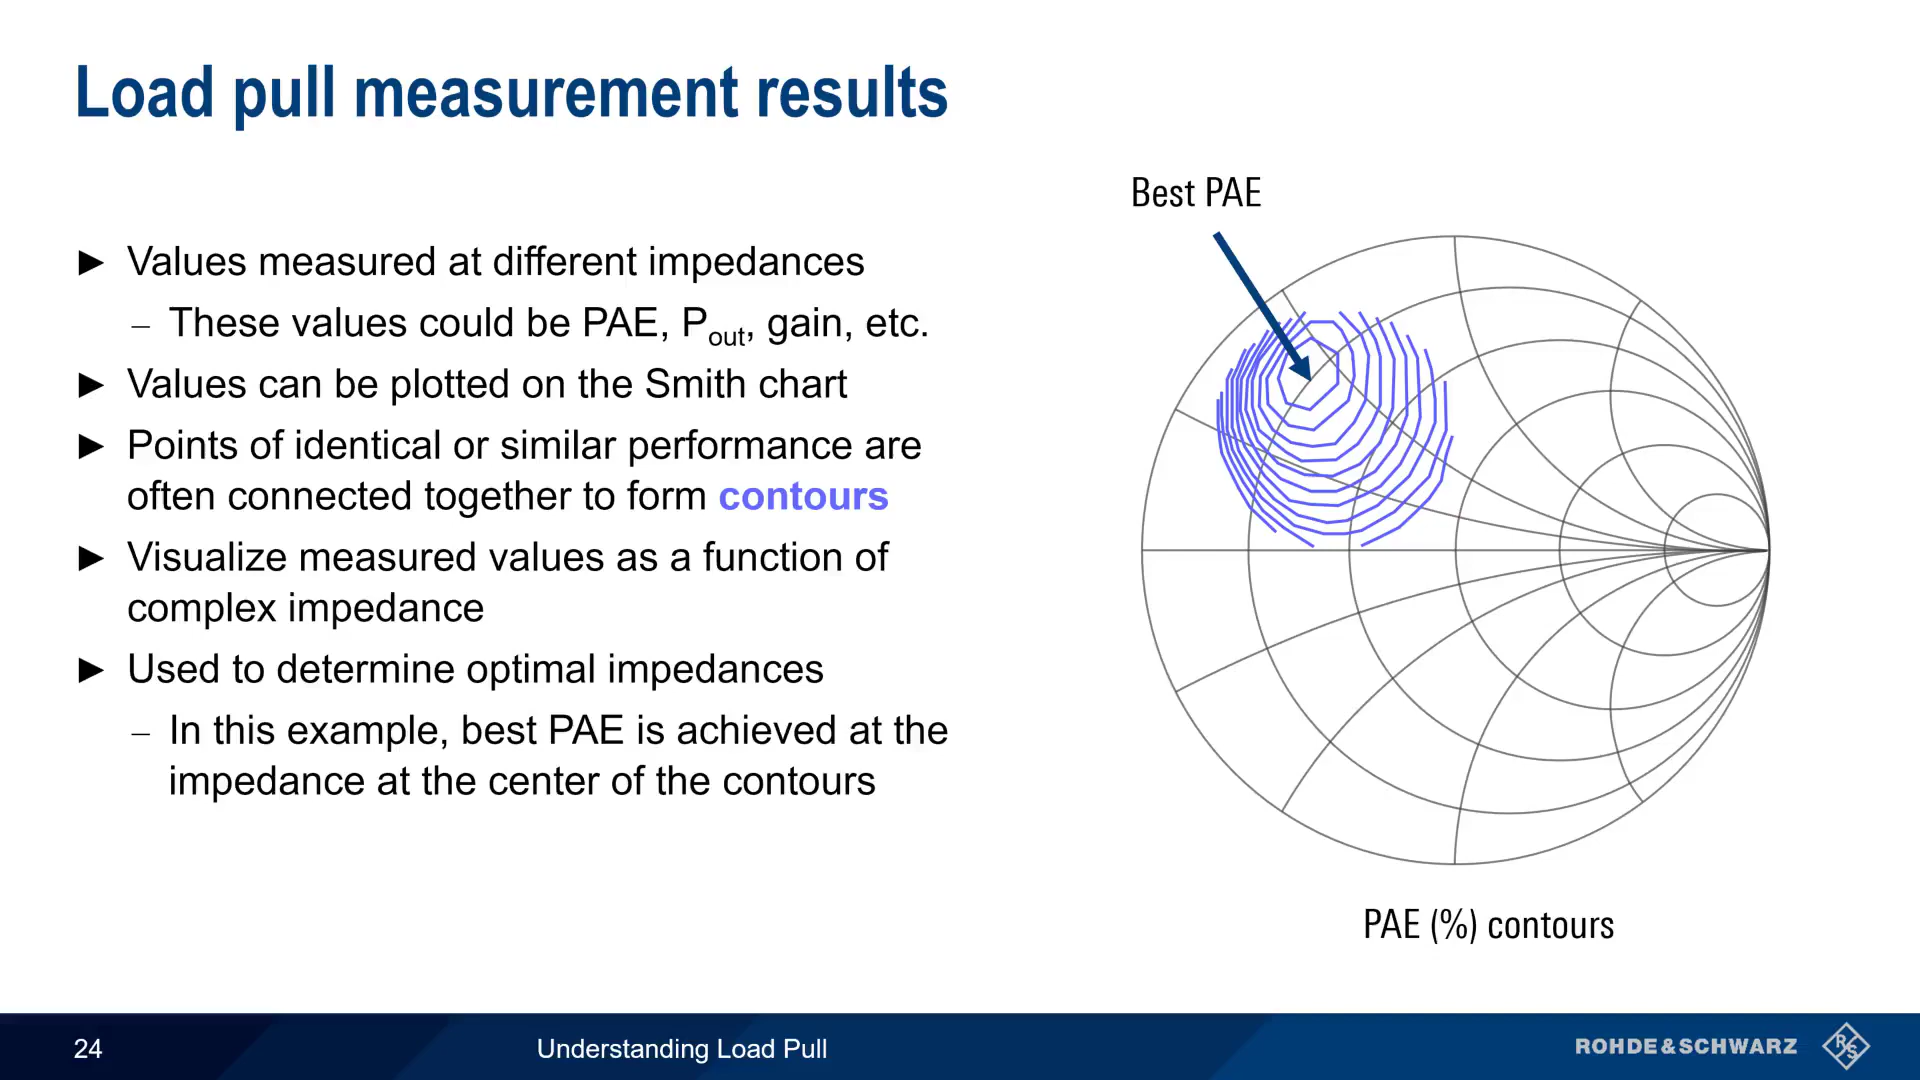 Load pull measurement results
Best PAE
► Values measured at different impedances
– These values could be PAE, Pout, gain, etc.
► Values can be plotted on the Smith chart
► Points of identical or similar performance are
often connected together to form contours
► Visualize measured values as a function of
complex impedance
► Used to determine optimal impedances
– In this example, best PAE is achieved at the
impedance at the center of the contours
PAE (%) contours
24
Understanding Load Pull
ROHDE&SCHWARZ
RS